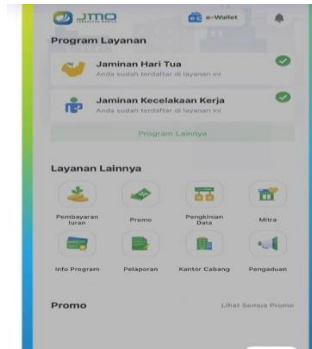 JMO
e-Wallet
Program Layanan
Jaminan Hari Tua
Anda sudah terdaftar di layanan ini
Jaminan Kecelakaan Kerja
Anda sudah terdaftar di layanan ini
Program Lainnya
Layanan Lainnya
Pembayaran
Iuran
Promo
Pengkinian
Data
Mitra
Info Program
Pelaporan
Kantor Cabang
Pengaduan
Promo
Lihat Semua Promo